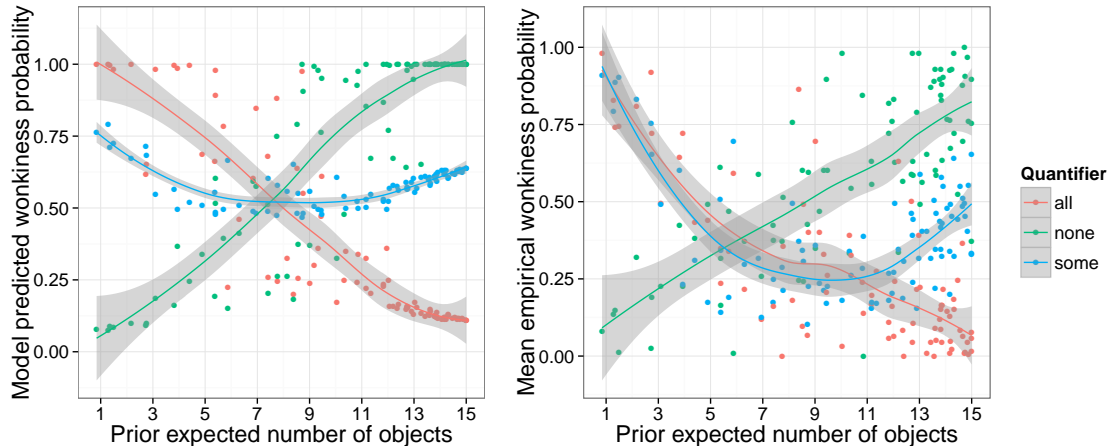 Model predicted wonkiness probability
1.00
0.75
0.50
0.25
0.00
1 3 5 7 9 11 13 15
Prior expected number of objects
Mean empirical wonkiness probability
1.00
0.75
0.50
0.25
0.00
1 3 5 7 9 11 13 15
Prior expected number of objects
Quantifier
all
none
some